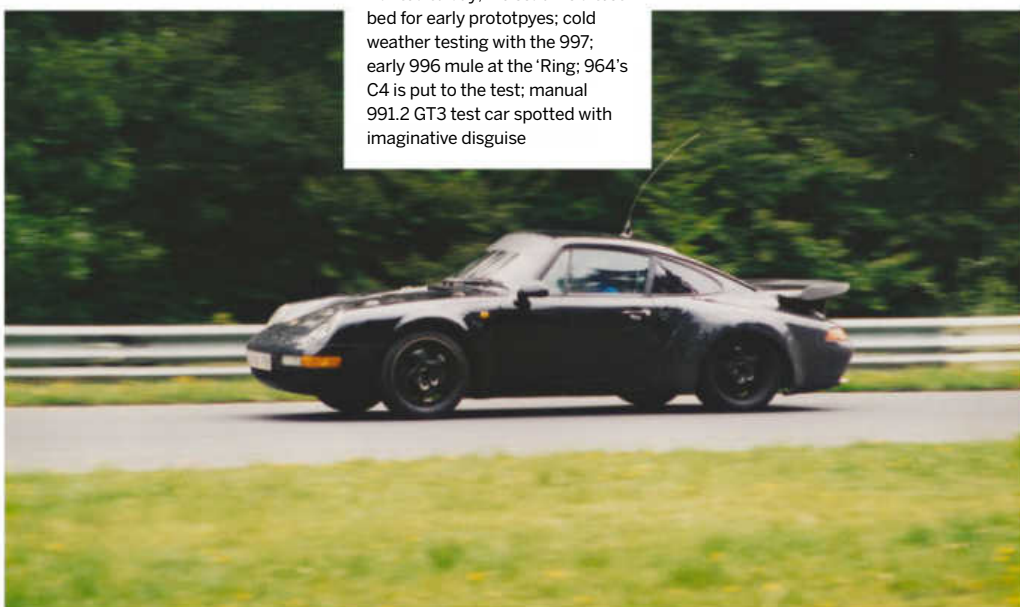 bed for early prototpyes; cold
weather testing with the 997;
early 996 mule at the ‘Ring; 964’s
C4 is put to the test; manual
991.2 GT3 test car spotted with
imaginative disguise